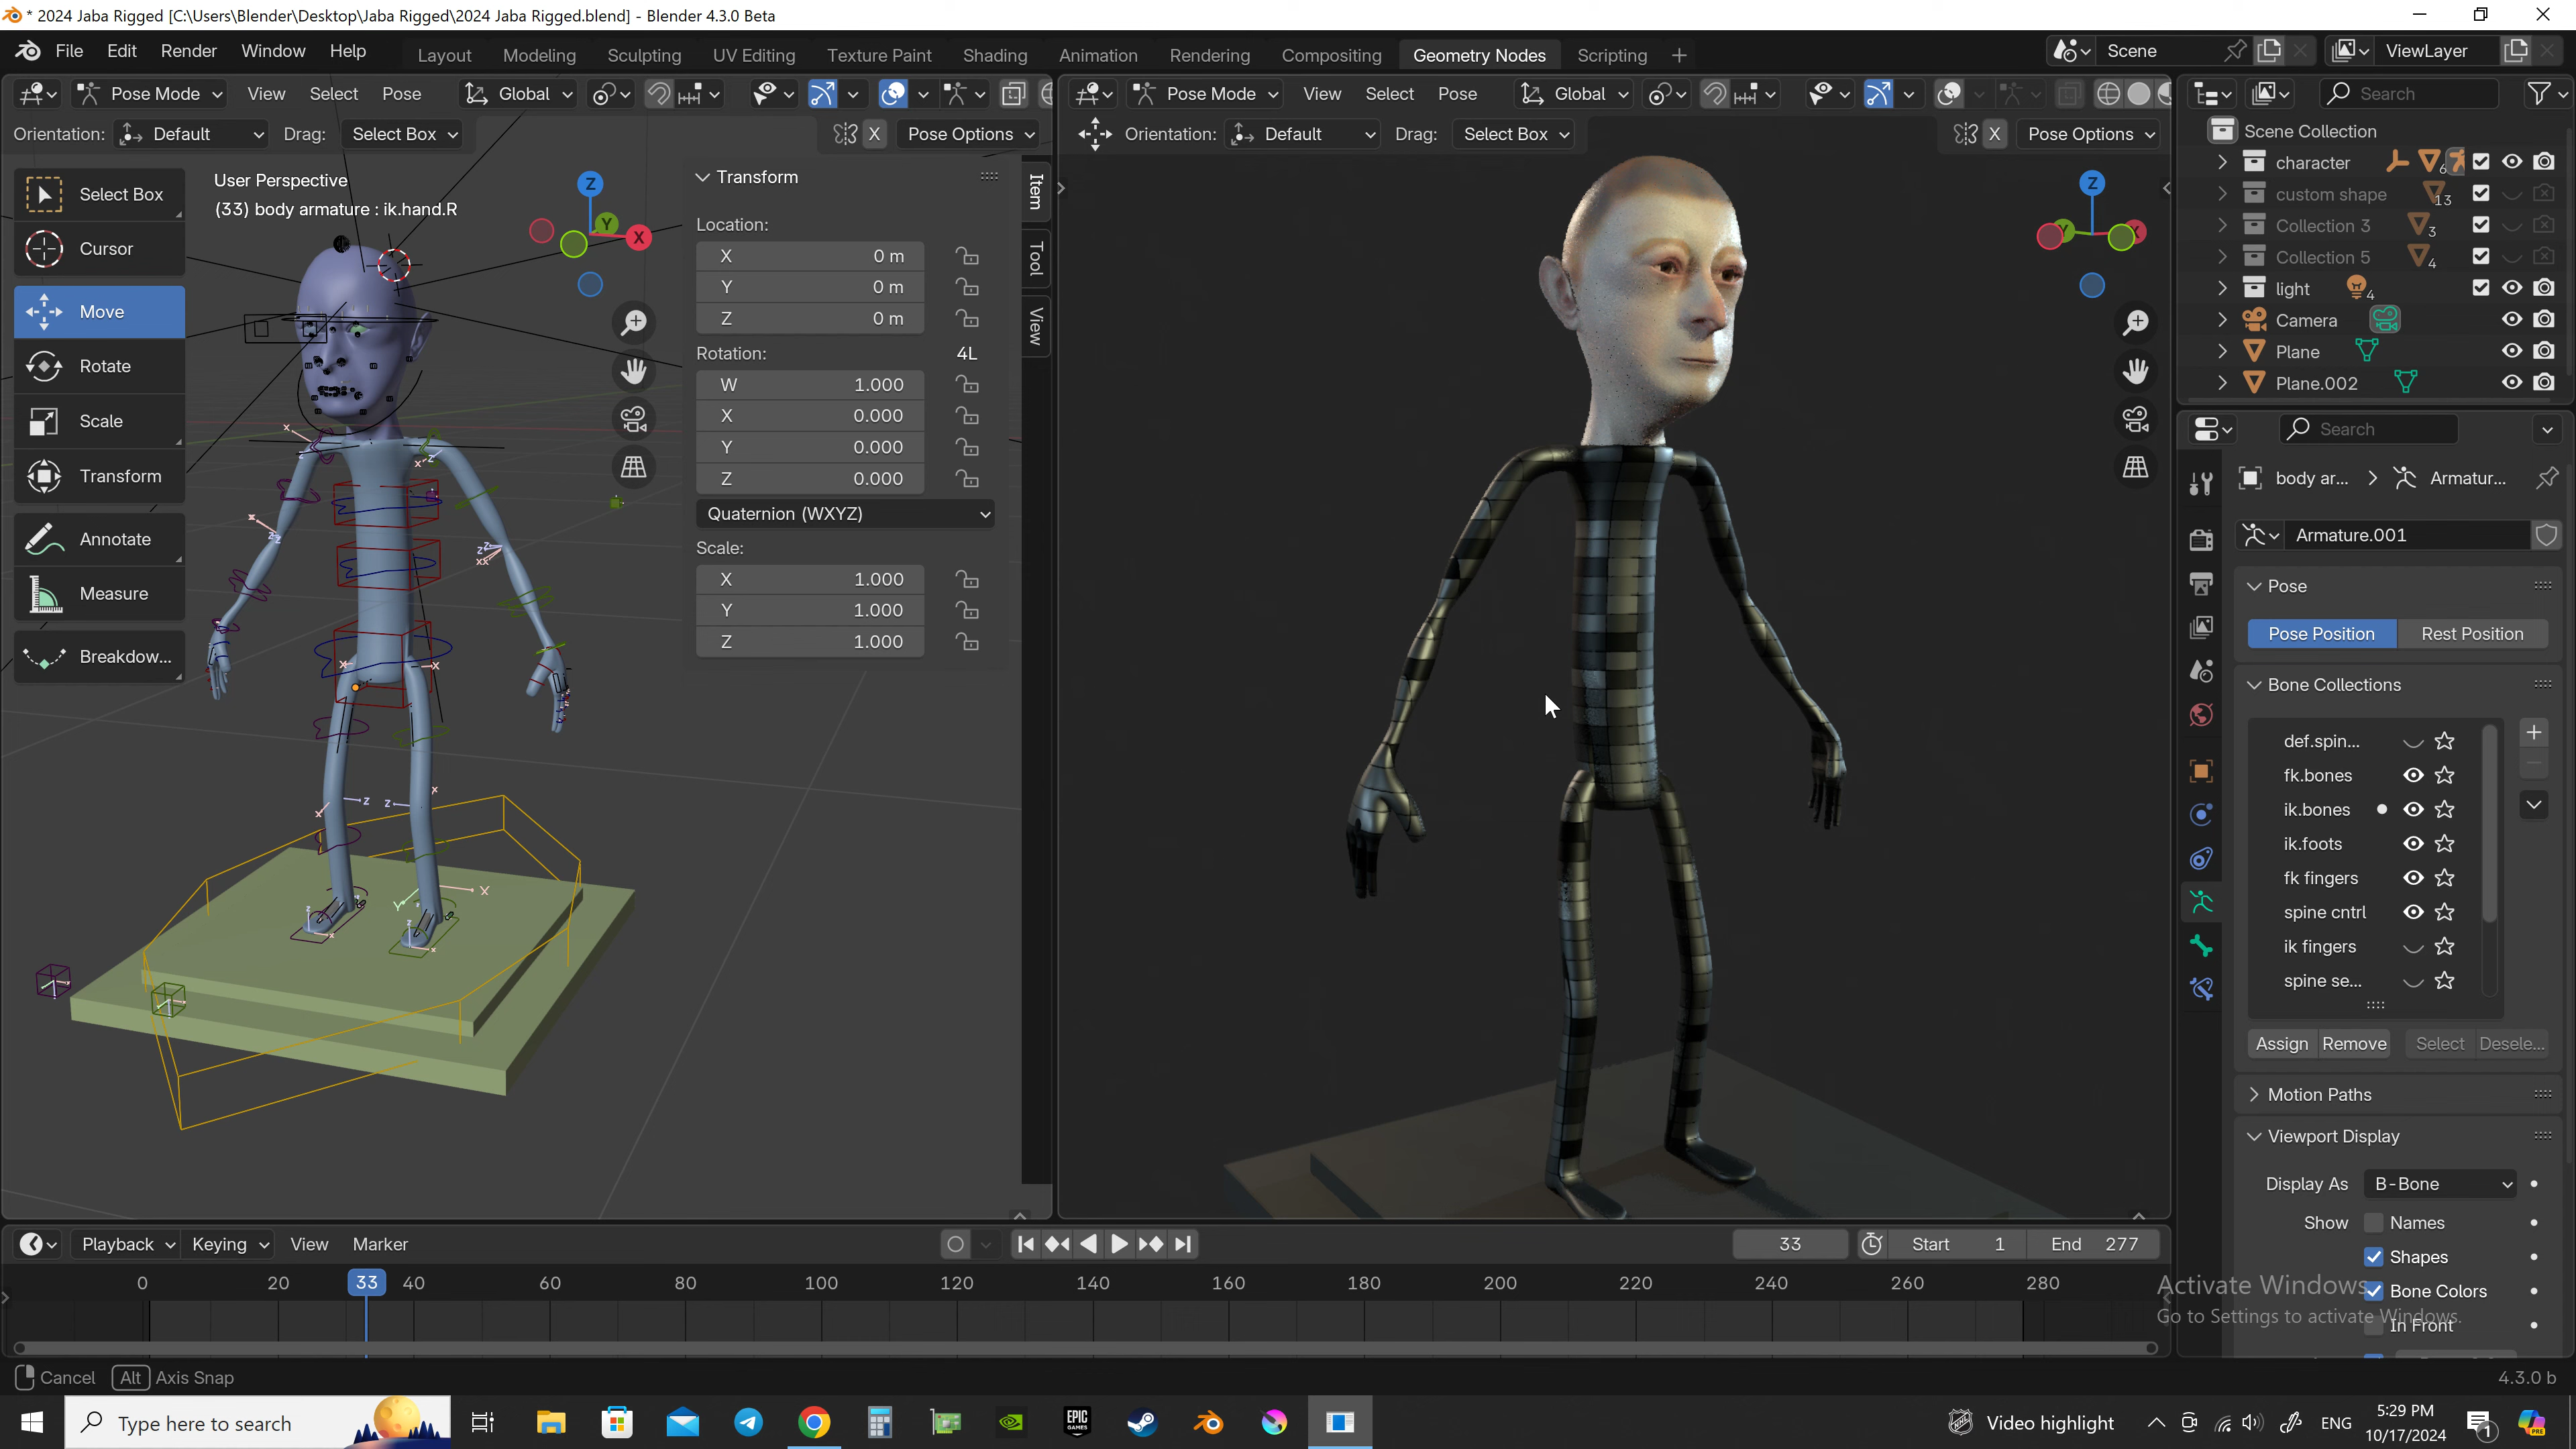 * 2024 Jaba Rigged [C:\Users\Blender\Desktop\Jaba Rigged\2024 Jaba Rigged.blend] - Blender 4.3.0 Beta
File Edit Render Window Help Layout Modeling Sculpting UV Editing Texture Paint Shading Animation Rendering Compositing Geometry Nodes Scripting + Scene ViewLayer
Pose Mode View Select Pose Global Pose Mode View Select Pose Global Search
Orientation: Default Drag: Select Box X Pose Options Orientation: Default Drag: Select Box X Pose Options
Scene Collection
character 6
custom shape 13
Collection 3 3
Collection 5 4
light 4
Camera
Plane
Plane.002
Select Box
Cursor
Move
Rotate
Scale
Transform
Annotate
Measure
Breakdow...
User Perspective
(33) body armature : ik.hand.R
Z
Y
X
Transform
Location:
X 0 m
Y 0 m
Z 0 m
Rotation: 4L
W 1.000
X 0.000
Y 0.000
Z 0.000
Quaternion (WXYZ)
Scale:
X 1.000
Y 1.000
Z 1.000
Item
Tool
View
Z
Y
X
Search
body ar... > Armatur...
Armature.001
Pose
Pose Position Rest Position
Bone Collections
def.spin...
fk.bones
ik.bones
ik.foots
fk fingers
spine cntrl
ik fingers
spine se...
Assign Remove Select Desele...
Motion Paths
Viewport Display
Display As B-Bone
Show Names
Shapes
Bone Colors
In Front
Playback Keying View Marker 33 Start 1 End 277
0 20 33 40 60 80 100 120 140 160 180 200 220 240 260 280
Activate Windows
Go to Settings to activate Windows.
Cancel Alt Axis Snap 4.3.0 b
Type here to search EPIC GAMES Video highlight ENG 5:29 PM
10/17/2024 1 PRE